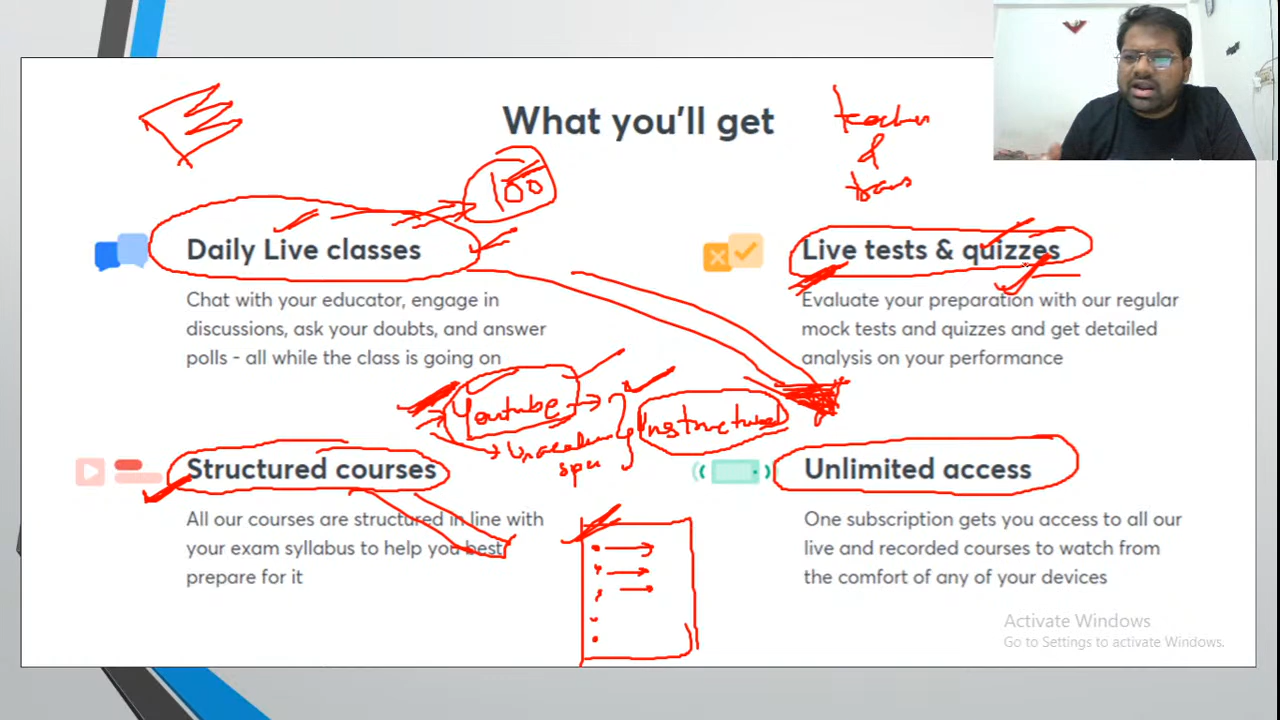 What you'll get
100
teacher
&
Daily Live classes
Chat with your educator, engage in
discussions, ask your doubts, and answer
polls - all while the class is going on
Live tests & quizzes
Evaluate your preparation with our regular
mock tests and quizzes and get detailed
analysis on your performance
Youtube
Unstructured
Structured courses
All our courses are structured in line with
your exam syllabus to help you best
prepare for it
Unlimited access
One subscription gets you access to all our
live and recorded courses to watch from
the comfort of any of your devices
Activate Windows
Go to Settings to activate Windows.